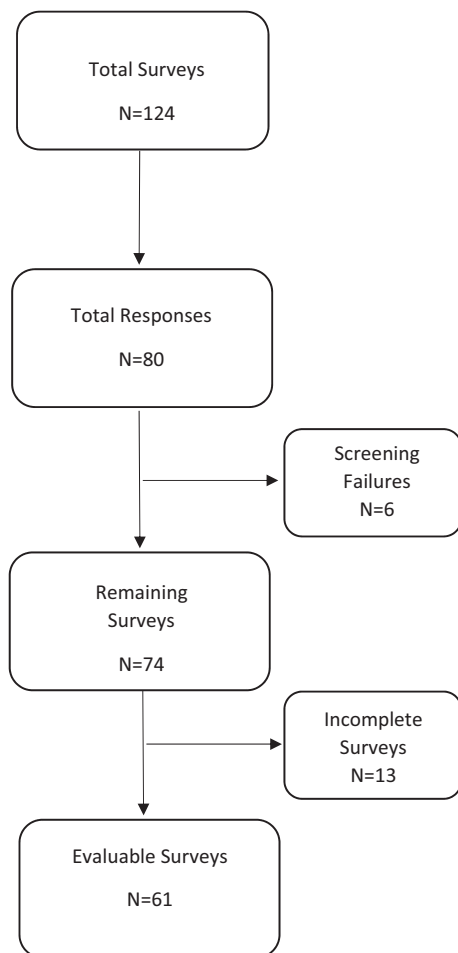 Total Surveys
N=124
Total Responses
N=80
Screening
Failures
N=6
Remaining
Surveys
N=74
Incomplete
Surveys
N=13
Evaluable Surveys
N=61